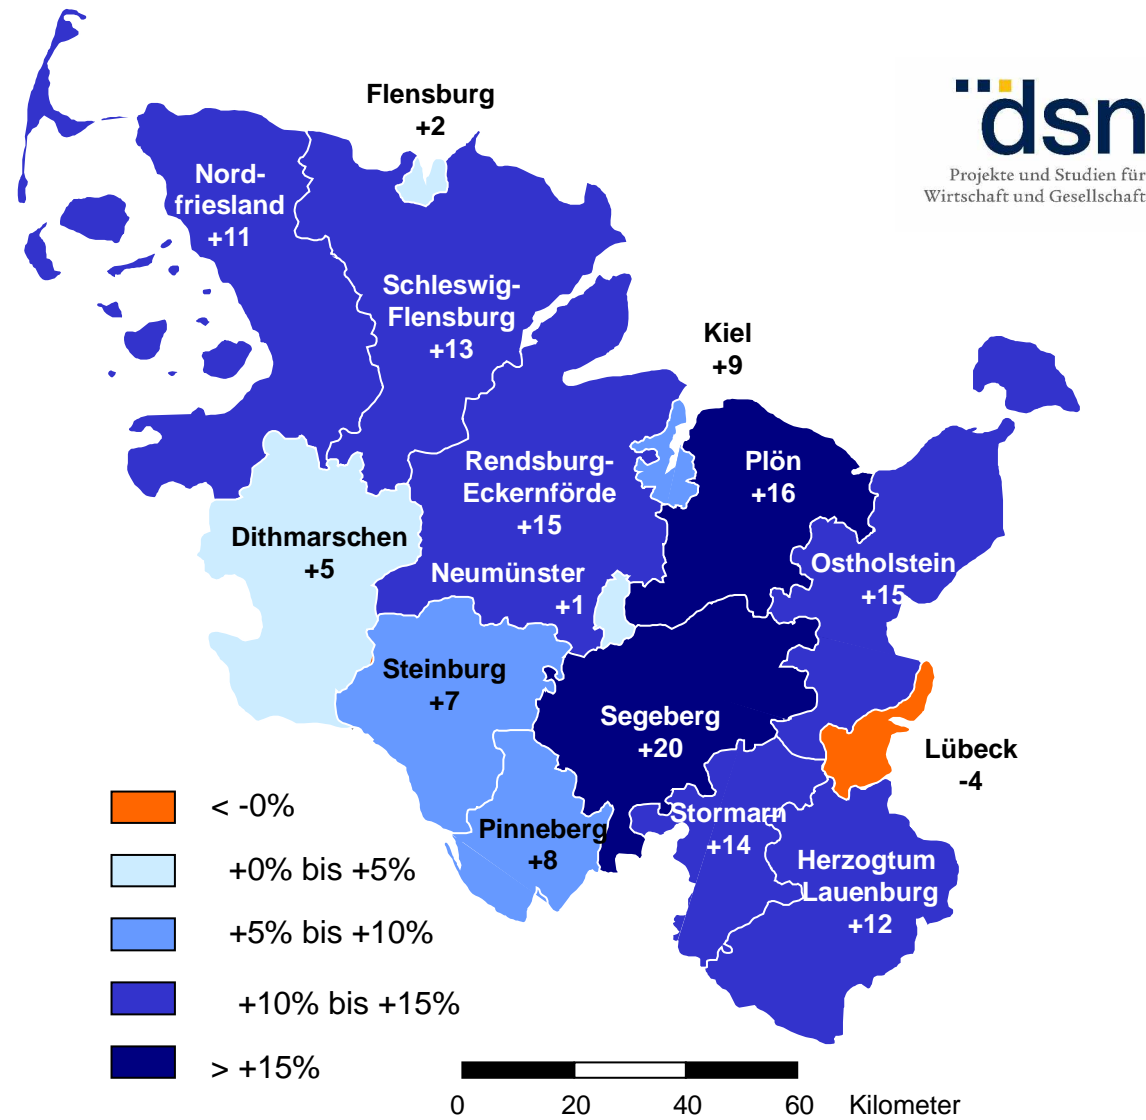 dsn
Projekte und Studien für
Wirtschaft und Gesellschaft
Flensburg
+2
Nord-
friesland
+11
Schleswig-
Flensburg
+13
Kiel
+9
Rendsburg-
Eckernförde
+15
Plön
+16
Dithmarschen
+5
Neumünster
+1
Ostholstein
+15
Steinburg
+7
Segeberg
+20
Lübeck
-4
Pinneberg
+8
Stormarn
+14
Herzogtum
Lauenburg
+12
< -0%
+0% bis +5%
+5% bis +10%
+10% bis +15%
> +15%
0 20 40 60 Kilometer